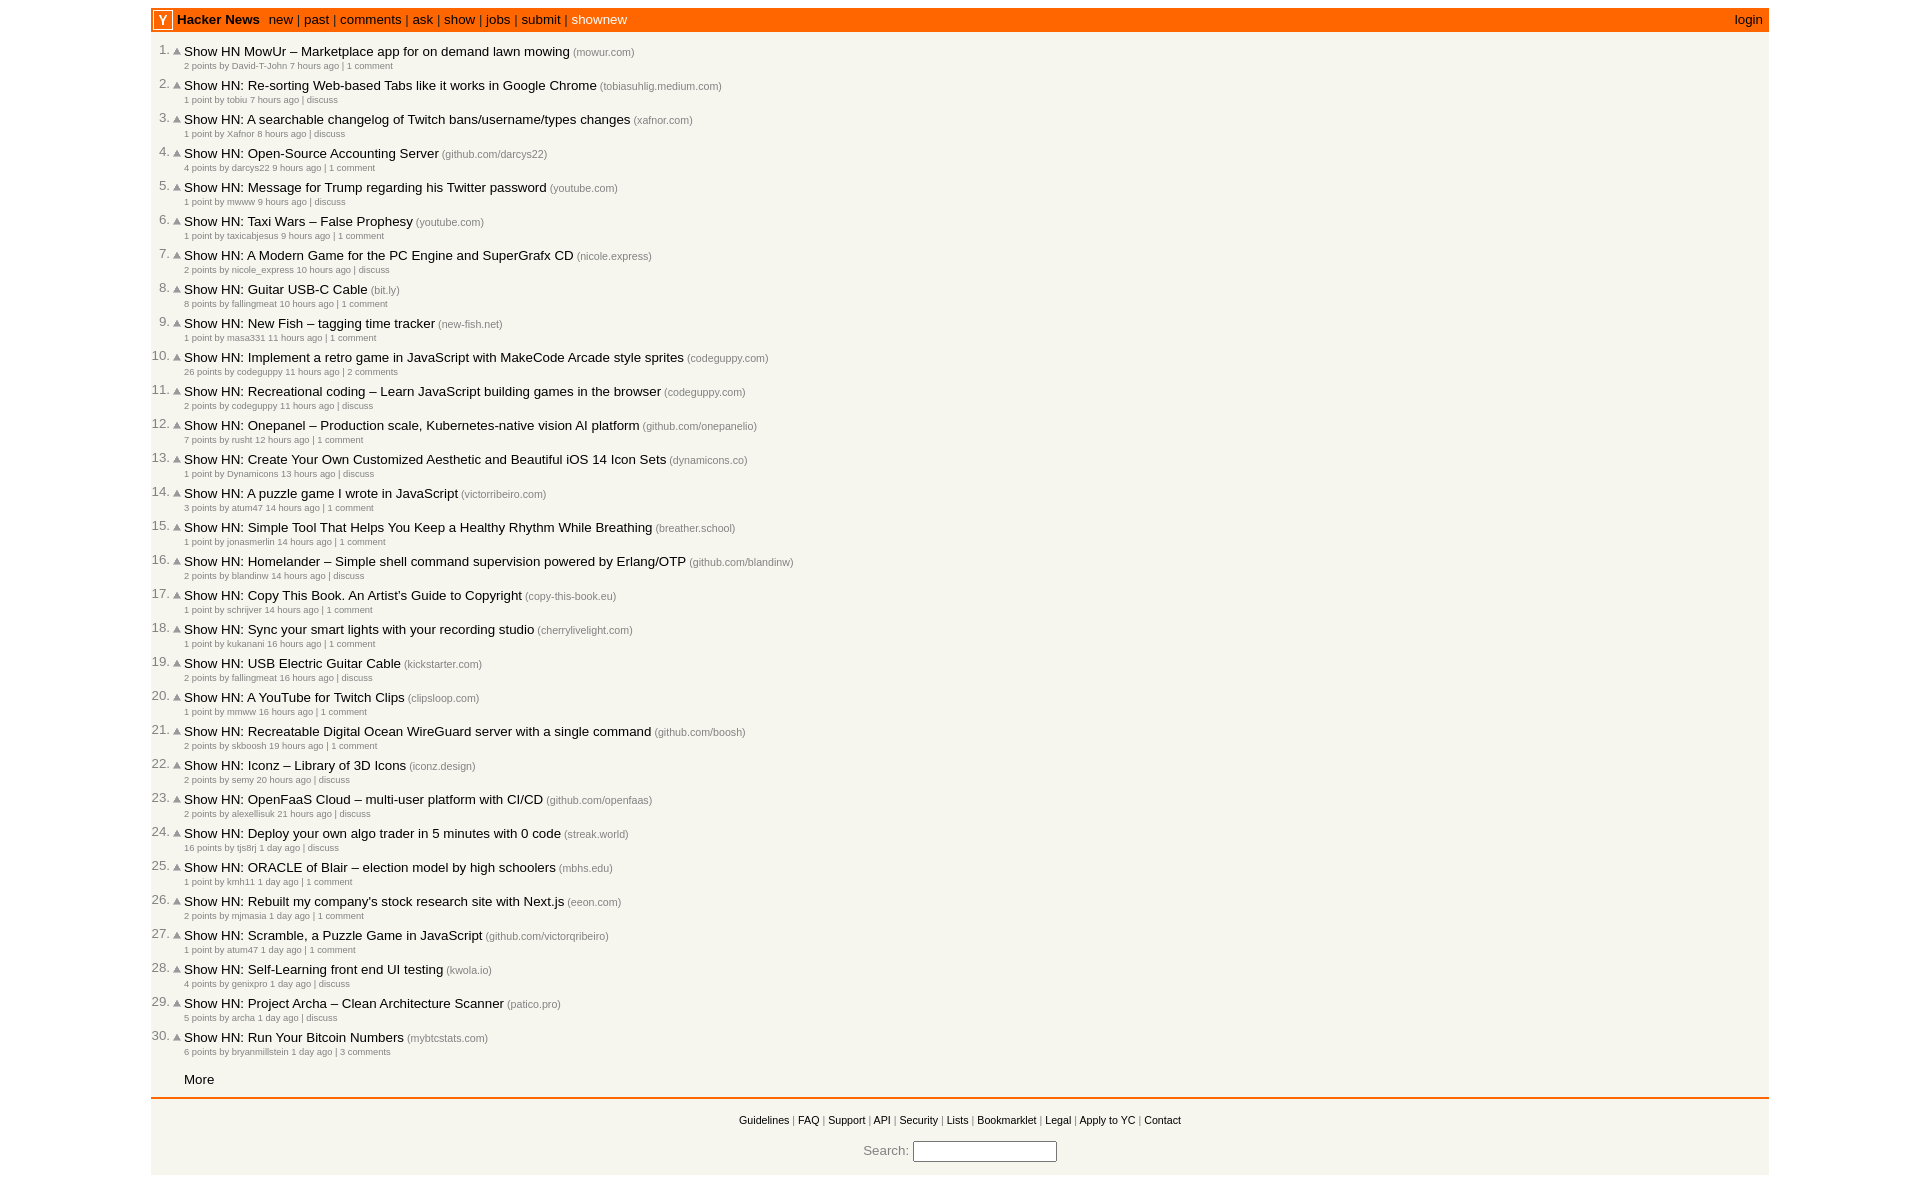 Y Hacker News new | past | comments | ask | show | jobs | submit | shownew login
1. Show HN MowUr – Marketplace app for on demand lawn mowing (mowur.com)
2 points by David-T-John 7 hours ago | 1 comment
2. Show HN: Re-sorting Web-based Tabs like it works in Google Chrome (tobiasuhlig.medium.com)
1 point by tobiu 7 hours ago | discuss
3. Show HN: A searchable changelog of Twitch bans/username/types changes (xafnor.com)
1 point by Xafnor 8 hours ago | discuss
4. Show HN: Open-Source Accounting Server (github.com/darcys22)
4 points by darcys22 9 hours ago | 1 comment
5. Show HN: Message for Trump regarding his Twitter password (youtube.com)
1 point by mwww 9 hours ago | discuss
6. Show HN: Taxi Wars – False Prophesy (youtube.com)
1 point by taxicabjesus 9 hours ago | 1 comment
7. Show HN: A Modern Game for the PC Engine and SuperGrafx CD (nicole.express)
2 points by nicole_express 10 hours ago | discuss
8. Show HN: Guitar USB-C Cable (bit.ly)
8 points by fallingmeat 10 hours ago | 1 comment
9. Show HN: New Fish – tagging time tracker (new-fish.net)
1 point by masa331 11 hours ago | 1 comment
10. Show HN: Implement a retro game in JavaScript with MakeCode Arcade style sprites (codeguppy.com)
26 points by codeguppy 11 hours ago | 2 comments
11. Show HN: Recreational coding – Learn JavaScript building games in the browser (codeguppy.com)
2 points by codeguppy 11 hours ago | discuss
12. Show HN: Onepanel – Production scale, Kubernetes-native vision AI platform (github.com/onepanelio)
7 points by rusht 12 hours ago | 1 comment
13. Show HN: Create Your Own Customized Aesthetic and Beautiful iOS 14 Icon Sets (dynamicons.co)
1 point by Dynamicons 13 hours ago | discuss
14. Show HN: A puzzle game I wrote in JavaScript (victorribeiro.com)
3 points by atum47 14 hours ago | 1 comment
15. Show HN: Simple Tool That Helps You Keep a Healthy Rhythm While Breathing (breather.school)
1 point by jonasmerlin 14 hours ago | 1 comment
16. Show HN: Homelander – Simple shell command supervision powered by Erlang/OTP (github.com/blandinw)
2 points by blandinw 14 hours ago | discuss
17. Show HN: Copy This Book. An Artist's Guide to Copyright (copy-this-book.eu)
1 point by schrijver 14 hours ago | 1 comment
18. Show HN: Sync your smart lights with your recording studio (cherrylivelight.com)
1 point by kukanani 16 hours ago | 1 comment
19. Show HN: USB Electric Guitar Cable (kickstarter.com)
2 points by fallingmeat 16 hours ago | discuss
20. Show HN: A YouTube for Twitch Clips (clipsloop.com)
1 point by mmww 16 hours ago | 1 comment
21. Show HN: Recreatable Digital Ocean WireGuard server with a single command (github.com/boosh)
2 points by skboosh 19 hours ago | 1 comment
22. Show HN: Iconz – Library of 3D Icons (iconz.design)
2 points by semy 20 hours ago | discuss
23. Show HN: OpenFaaS Cloud – multi-user platform with CI/CD (github.com/openfaas)
2 points by alexellisuk 21 hours ago | discuss
24. Show HN: Deploy your own algo trader in 5 minutes with 0 code (streak.world)
16 points by tjs8rj 1 day ago | discuss
25. Show HN: ORACLE of Blair – election model by high schoolers (mbhs.edu)
1 point by kmh11 1 day ago | 1 comment
26. Show HN: Rebuilt my company's stock research site with Next.js (eeon.com)
2 points by mjmasia 1 day ago | 1 comment
27. Show HN: Scramble, a Puzzle Game in JavaScript (github.com/victorqribeiro)
1 point by atum47 1 day ago | 1 comment
28. Show HN: Self-Learning front end UI testing (kwola.io)
4 points by genixpro 1 day ago | discuss
29. Show HN: Project Archa – Clean Architecture Scanner (patico.pro)
5 points by archa 1 day ago | discuss
30. Show HN: Run Your Bitcoin Numbers (mybtcstats.com)
6 points by bryanmillstein 1 day ago | 3 comments
More
Guidelines | FAQ | Support | API | Security | Lists | Bookmarklet | Legal | Apply to YC | Contact
Search: